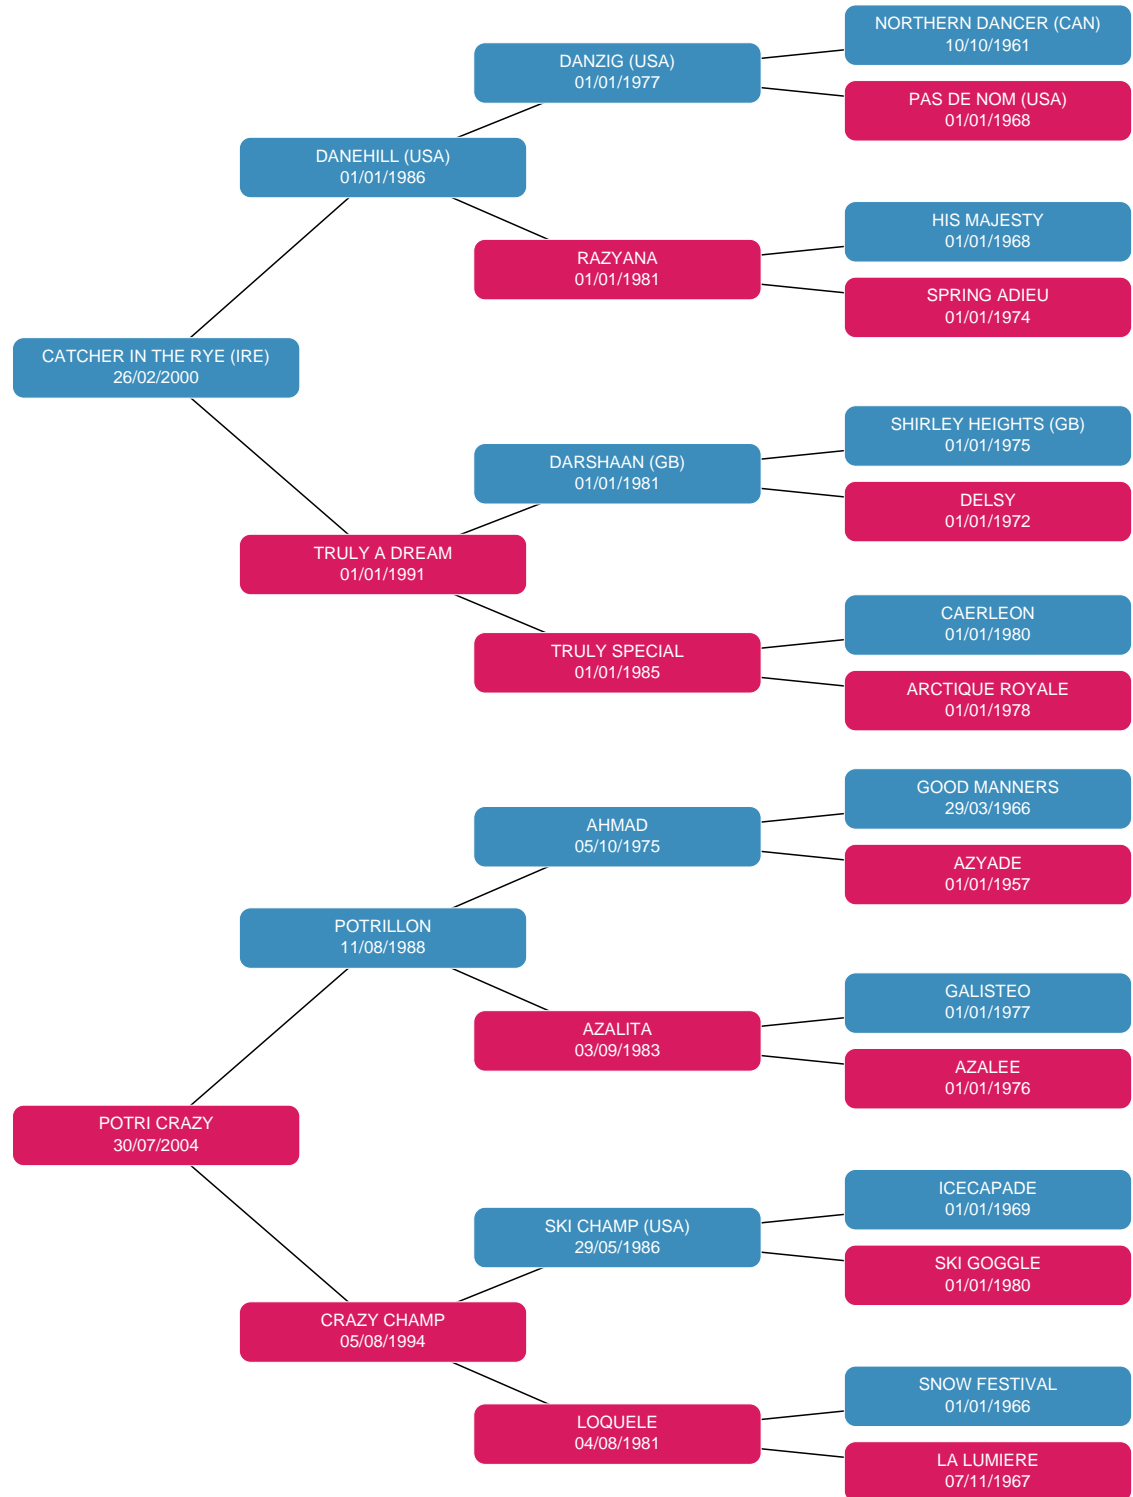 NORTHERN DANCER (CAN)
10/10/1961
DANZIG (USA)
01/01/1977
PAS DE NOM (USA)
01/01/1968
DANEHILL (USA)
01/01/1986
HIS MAJESTY
01/01/1968
RAZYANA
01/01/1981
SPRING ADIEU
01/01/1974
CATCHER IN THE RYE (IRE)
26/02/2000
SHIRLEY HEIGHTS (GB)
01/01/1975
DARSHAAN (GB)
01/01/1981
DELSY
01/01/1972
TRULY A DREAM
01/01/1991
CAERLEON
01/01/1980
TRULY SPECIAL
01/01/1985
ARCTIQUE ROYALE
01/01/1978
GOOD MANNERS
29/03/1966
AHMAD
05/10/1975
AZYADE
01/01/1957
POTRILLON
11/08/1988
GALISTEO
01/01/1977
AZALITA
03/09/1983
AZALEE
01/01/1976
POTRI CRAZY
30/07/2004
ICECAPADE
01/01/1969
SKI CHAMP (USA)
29/05/1986
SKI GOGGLE
01/01/1980
CRAZY CHAMP
05/08/1994
SNOW FESTIVAL
01/01/1966
LOQUELE
04/08/1981
LA LUMIERE
07/11/1967